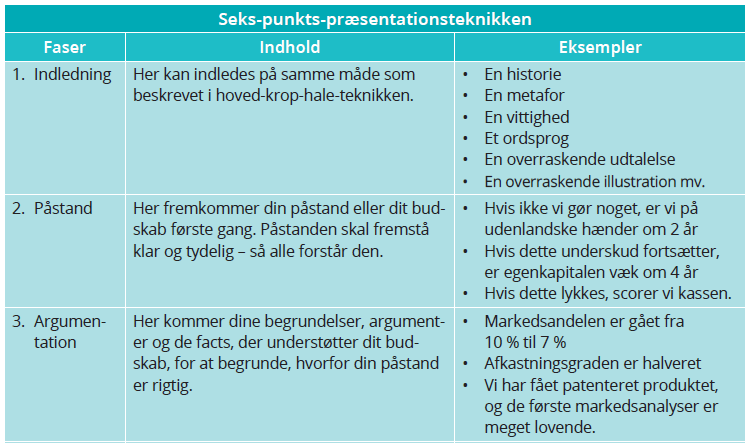 Seks-punkts-præsentationsteknikken
Faser Indhold Eksempler
1. Indledning
Her kan indledes på samme måde som
beskrevet i hoved-krop-hale-teknikken.
• En historie
• En metafor
• En vittighed
• Et ordsprog
• En overraskende udtalelse
• En overraskende illustration mv.
2. Påstand
Her fremkommer din påstand eller dit bud-
skab første gang. Påstanden skal fremstå
klar og tydelig – så alle forstår den.
• Hvis ikke vi gør noget, er vi på
udenlandske hænder om 2 år
• Hvis dette underskud fortsætter,
er egenkapitalen væk om 4 år
• Hvis dette lykkes, scorer vi kassen.
3. Argumen-
tation
Her kommer dine begrundelser, argument-
er og de facts, der understøtter dit bud-
skab, for at begrunde, hvorfor din påstand
er rigtig.
• Markedsandelen er gået fra
10 % til 7 %
• Afkastningsgraden er halveret
• Vi har fået patenteret produktet,
og de første markedsanalyser er
meget lovende.